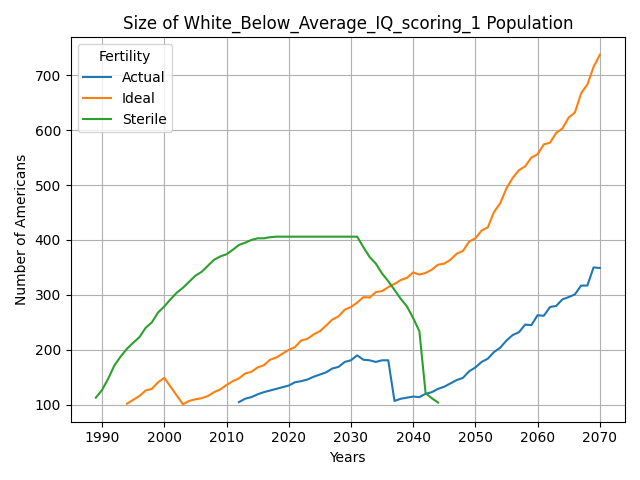 Size of White_Below_Average_IQ_scoring_1 Population
Fertility
Actual
Ideal
Sterile
Number of Americans
700
600
500
400
300
200
100
1990 2000 2010 2020 2030 2040 2050 2060 2070
Years